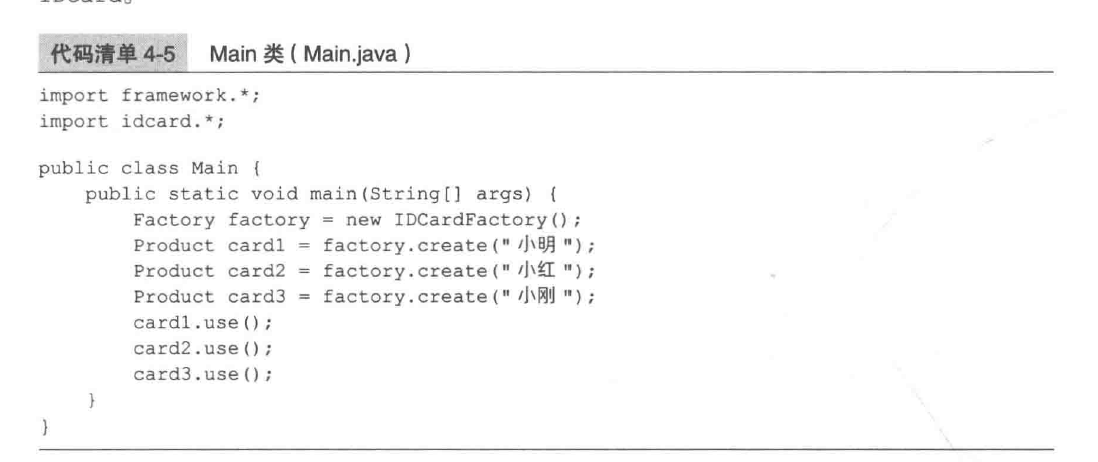 代码清单 4-5 Main 类 ( Main.java )
import framework.*;
import idcard.*;
public class Main {
    public static void main(String[] args) {
        Factory factory = new IDCardFactory();
        Product card1 = factory.create("小明");
        Product card2 = factory.create("小红");
        Product card3 = factory.create("小刚");
        card1.use();
        card2.use();
        card3.use();
    }
}